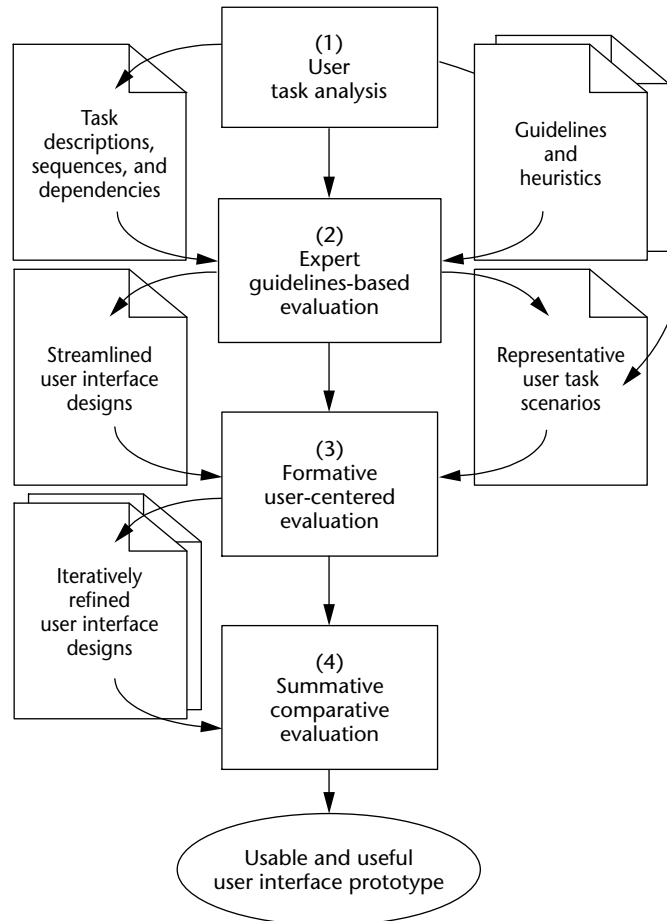 (1)
User
task analysis
Task
descriptions,
sequences, and
dependencies
Guidelines
and
heuristics
(2)
Expert
guidelines-based
evaluation
Streamlined
user interface
designs
Representative
user task
scenarios
(3)
Formative
user-centered
evaluation
Iteratively
refined
user interface
designs
(4)
Summative
comparative
evaluation
Usable and useful
user interface prototype